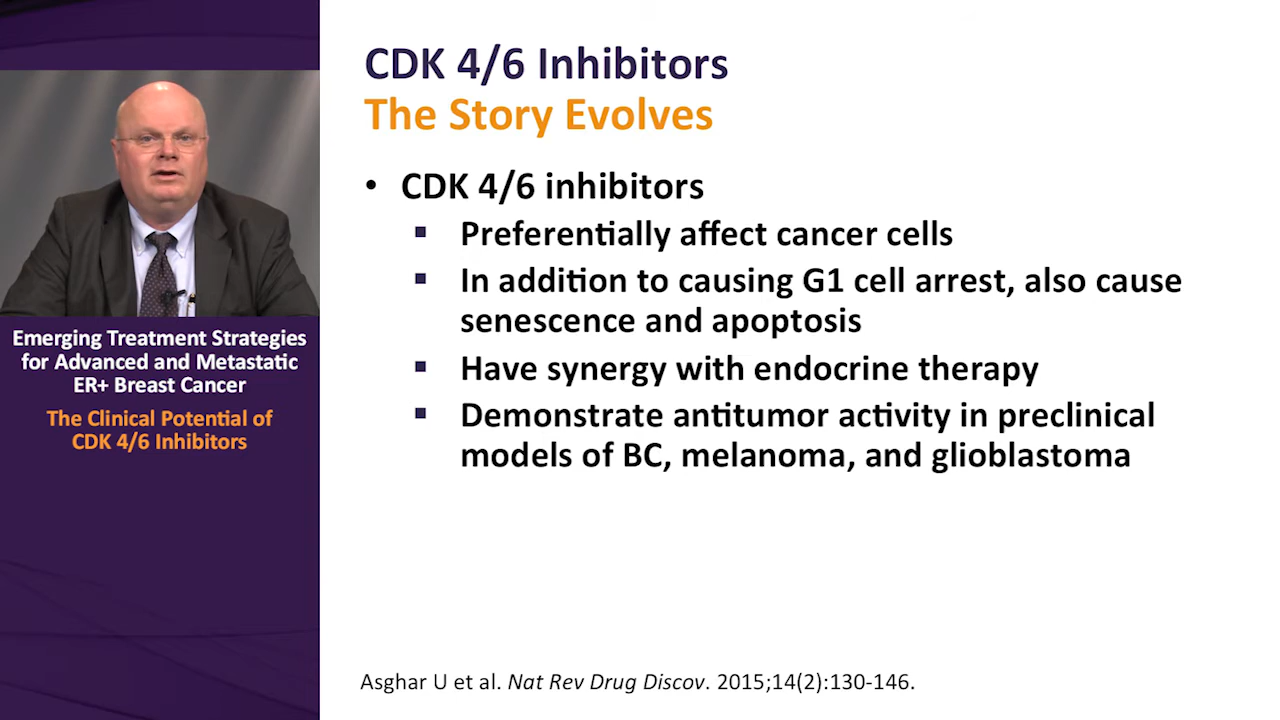 CDK 4/6 Inhibitors
The Story Evolves
• CDK 4/6 inhibitors
▪ Preferentially affect cancer cells
▪ In addition to causing G1 cell arrest, also cause
senescence and apoptosis
▪ Have synergy with endocrine therapy
▪ Demonstrate antitumor activity in preclinical
models of BC, melanoma, and glioblastoma
Asghar U et al. Nat Rev Drug Discov. 2015;14(2):130-146.
Emerging Treatment Strategies
for Advanced and Metastatic
ER+ Breast Cancer
The Clinical Potential of
CDK 4/6 Inhibitors